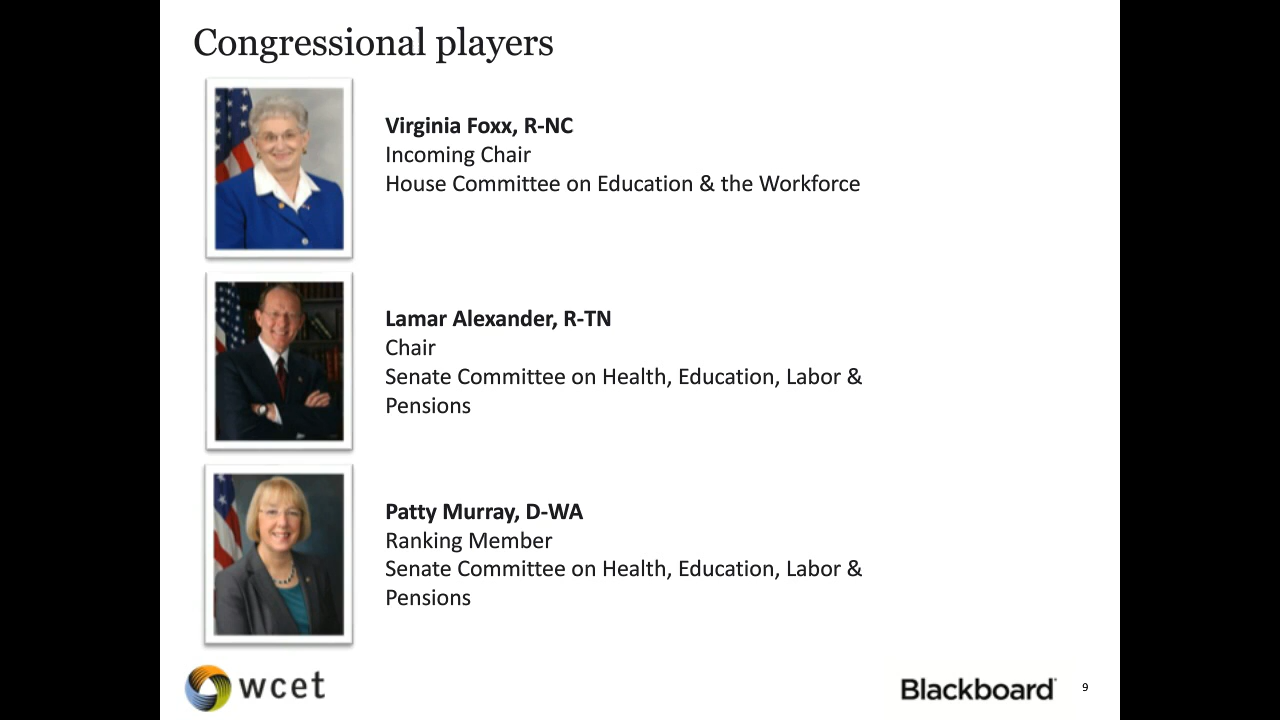 Congressional players
Virginia Foxx, R-NC
Incoming Chair
House Committee on Education & the Workforce
Lamar Alexander, R-TN
Chair
Senate Committee on Health, Education, Labor &
Pensions
Patty Murray, D-WA
Ranking Member
Senate Committee on Health, Education, Labor &
Pensions
wcet
Blackboard
9